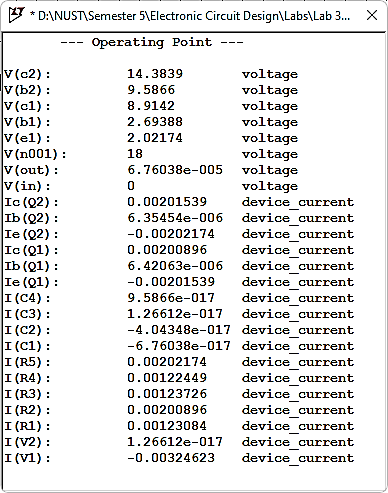 * D:\NUST\Semester 5\Electronic Circuit Design\Labs\Lab 3...
--- Operating Point ---
V(c2): 14.3839 voltage
V(b2): 9.5866 voltage
V(c1): 8.9142 voltage
V(b1): 2.69388 voltage
V(e1): 2.02174 voltage
V(n001): 18 voltage
V(out): 6.76038e-005 voltage
V(in): 0 voltage
Ic(Q2): 0.00201539 device_current
Ib(Q2): 6.35454e-006 device_current
Ie(Q2): -0.00202174 device_current
Ic(Q1): 0.00200896 device_current
Ib(Q1): 6.42063e-006 device_current
Ie(Q1): -0.00201539 device_current
I(C4): 9.5866e-017 device_current
I(C3): 1.26612e-017 device_current
I(C2): -4.04348e-017 device_current
I(C1): -6.76038e-017 device_current
I(R5): 0.00202174 device_current
I(R4): 0.00122449 device_current
I(R3): 0.00123726 device_current
I(R2): 0.00200896 device_current
I(R1): 0.00123084 device_current
I(V2): 1.26612e-017 device_current
I(V1): -0.00324623 device_current